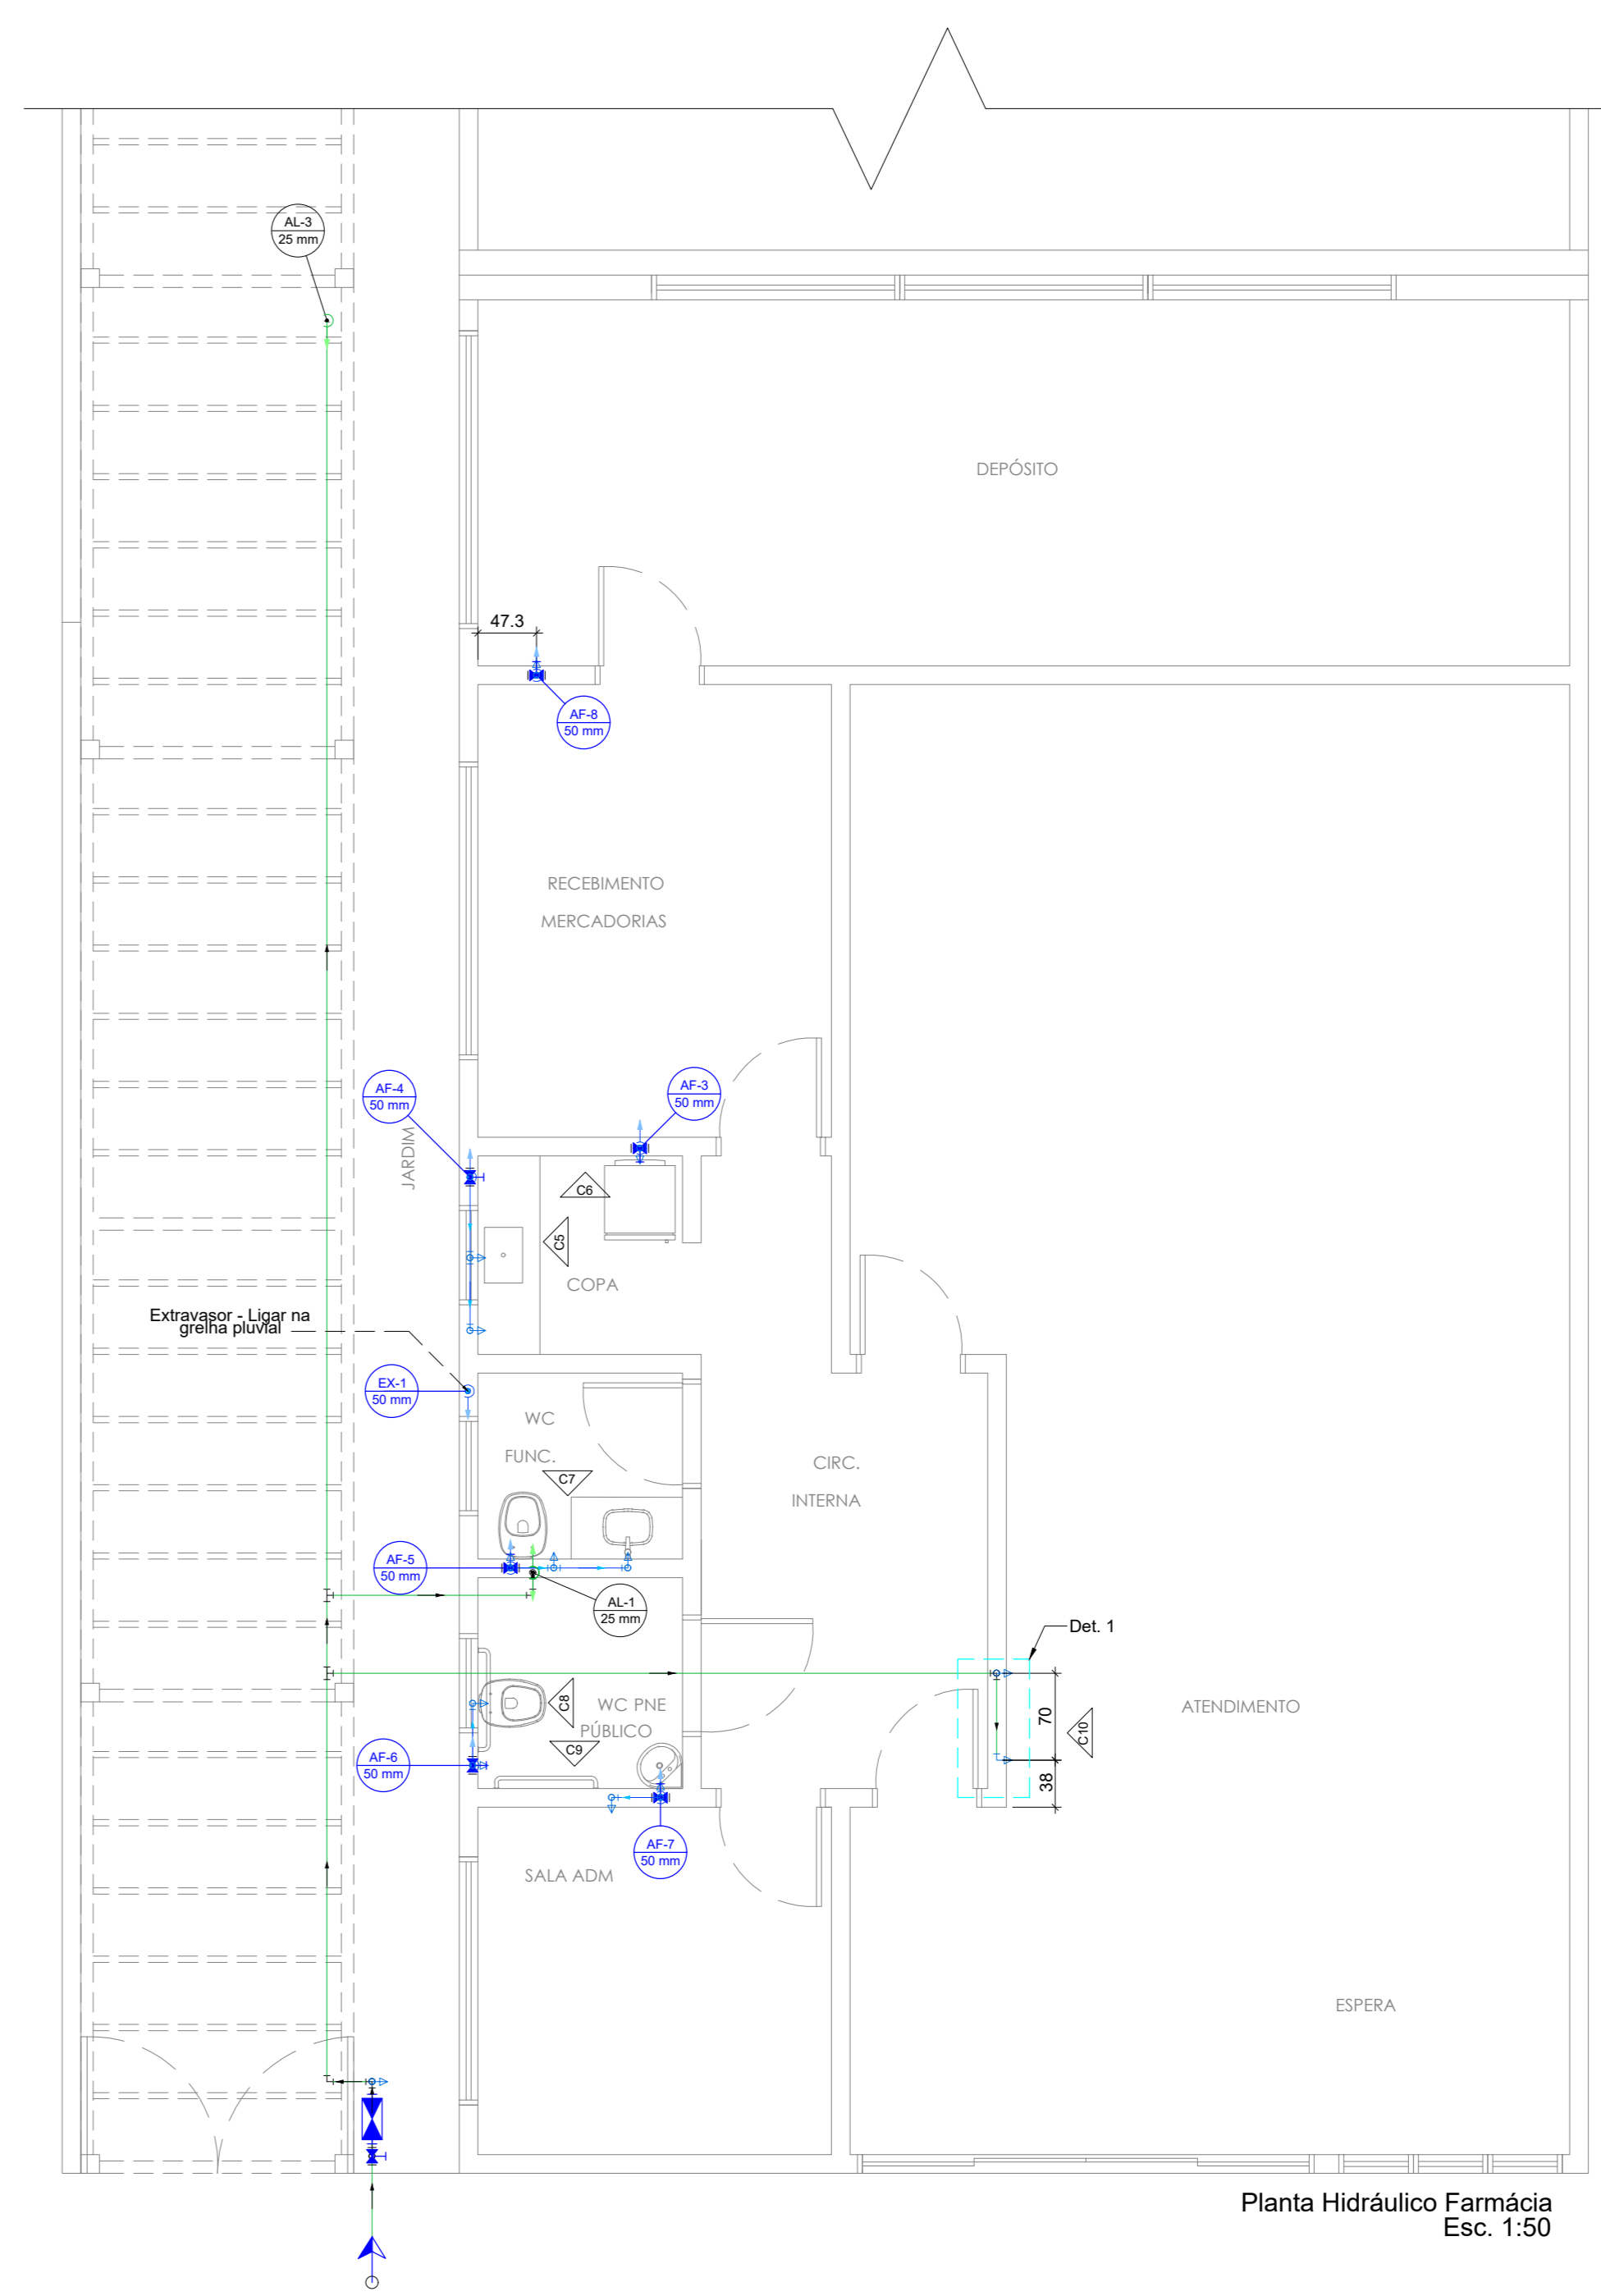 AL-3
25 mm
DEPÓSITO
47.3
AF-8
50 mm
RECEBIMENTO
MERCADORIAS
AF-4
50 mm
AF-3
50 mm
JARDIM
C6
C5
COPA
Extravasor - Ligar na
grelha pluvial
EX-1
50 mm
WC
FUNC.
C7
CIRC.
INTERNA
AF-5
50 mm
AL-1
25 mm
Det. 1
C8
WC PNE
PÚBLICO
C9
70
C10
ATENDIMENTO
AF-6
50 mm
38
AF-7
50 mm
SALA ADM
ESPERA
Planta Hidráulico Farmácia
Esc. 1:50